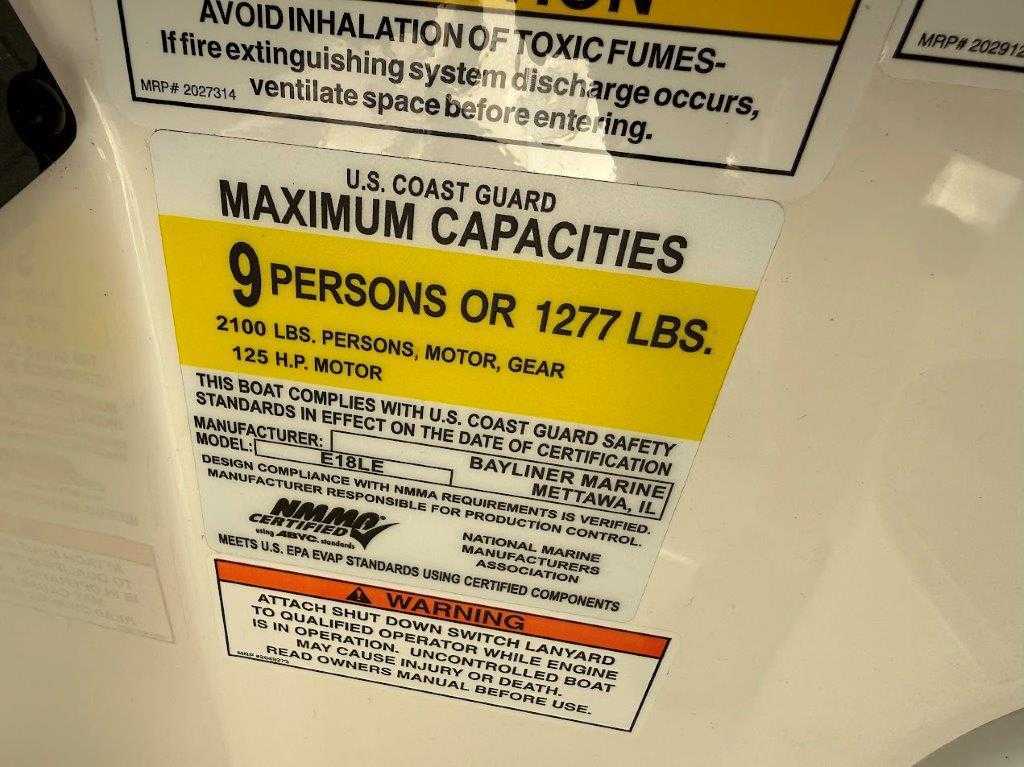 AVOID INHALATION OF TOXIC FUMES-
If fire extinguishing system discharge occurs,
MRP# 2027314 ventilate space before entering.
MRP# 202912
U.S. COAST GUARD
MAXIMUM CAPACITIES
9 PERSONS OR 1277 LBS.
2100 LBS. PERSONS, MOTOR, GEAR
125 H.P. MOTOR
THIS BOAT COMPLIES WITH U.S. COAST GUARD SAFETY
STANDARDS IN EFFECT ON THE DATE OF CERTIFICATION
MANUFACTURER: BAYLINER MARINE
MODEL: E18LE METTAWA, IL
DESIGN COMPLIANCE WITH NMMA REQUIREMENTS IS VERIFIED.
MANUFACTURER RESPONSIBLE FOR PRODUCTION CONTROL.
NMMA
CERTIFIED
using ABYC. standards
NATIONAL MARINE
MANUFACTURERS
ASSOCIATION
MEETS U.S. EPA EVAP STANDARDS USING CERTIFIED COMPONENTS
WARNING
ATTACH SHUT DOWN SWITCH LANYARD
TO QUALIFIED OPERATOR WHILE ENGINE
IS IN OPERATION. UNCONTROLLED BOAT
MAY CAUSE INJURY OR DEATH.
READ OWNERS MANUAL BEFORE USE.